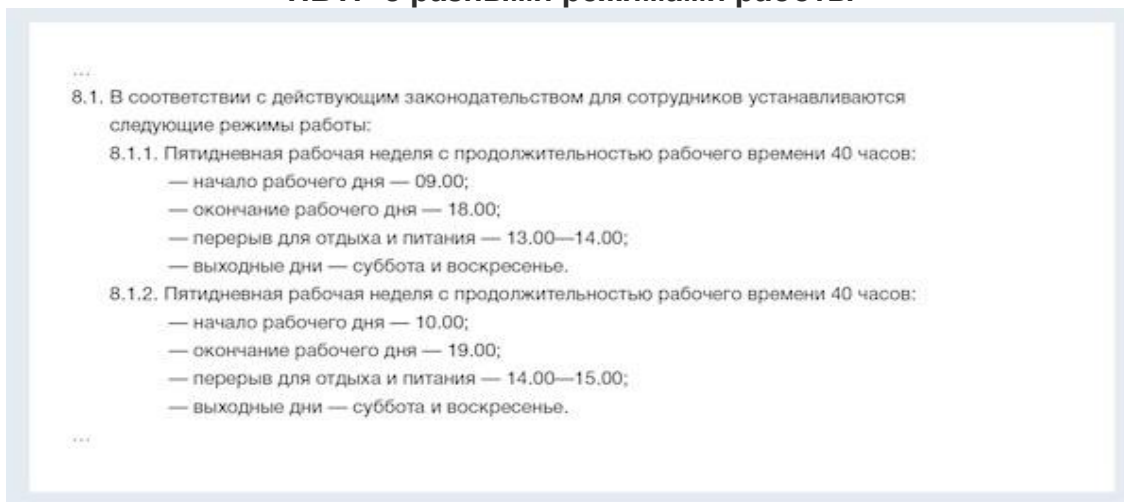 с разными режимами работы
...
8.1. В соответствии с действующим законодательством для сотрудников устанавливаются
следующие режимы работы:
8.1.1. Пятидневная рабочая неделя с продолжительностью рабочего времени 40 часов:
— начало рабочего дня — 09.00;
— окончание рабочего дня — 18.00;
— перерыв для отдыха и питания — 13.00—14.00;
— выходные дни — суббота и воскресенье.
8.1.2. Пятидневная рабочая неделя с продолжительностью рабочего времени 40 часов:
— начало рабочего дня — 10.00;
— окончание рабочего дня — 19.00;
— перерыв для отдыха и питания — 14.00—15.00;
— выходные дни — суббота и воскресенье.
...